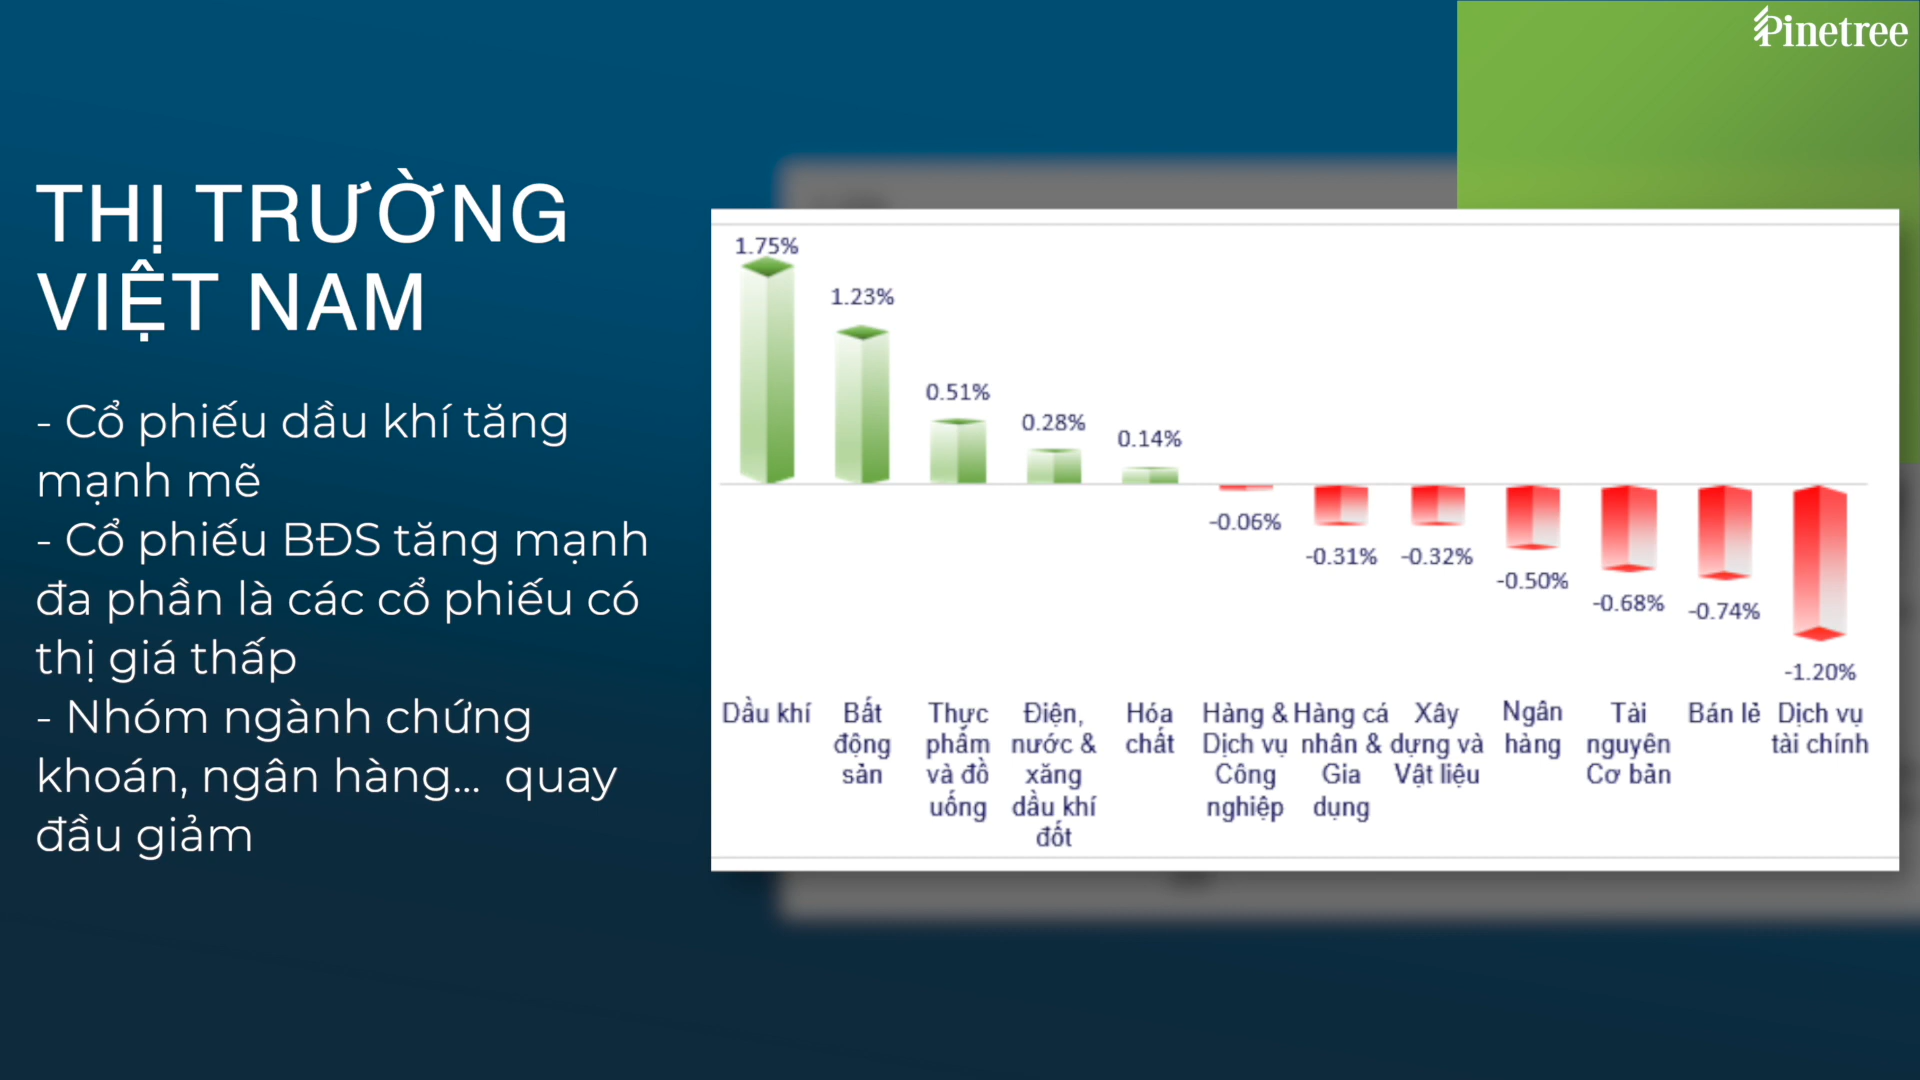 Pinetree
THỊ TRƯỜNG
VIỆT NAM
- Cổ phiếu dầu khí tăng
mạnh mẽ
- Cổ phiếu BĐS tăng mạnh
đa phần là các cổ phiếu có
thị giá thấp
- Nhóm ngành chứng
khoán, ngân hàng... quay
đầu giảm
1.75%
1.23%
0.51%
0.28%
0.14%
-0.06%
-0.31%
-0.32%
-0.50%
-0.68%
-0.74%
-1.20%
Dầu khí
Bất
động
sản
Thực
phẩm
và đồ
uống
Điện,
nước &
xăng
dầu khí
đốt
Hóa
chất
Hàng &
Dịch vụ
Công
nghiệp
Hàng cá
nhân &
Gia
dụng
Xây
dựng và
Vật liệu
Ngân
hàng
Tài
nguyên
Cơ bản
Bán lẻ
Dịch vụ
tài chính